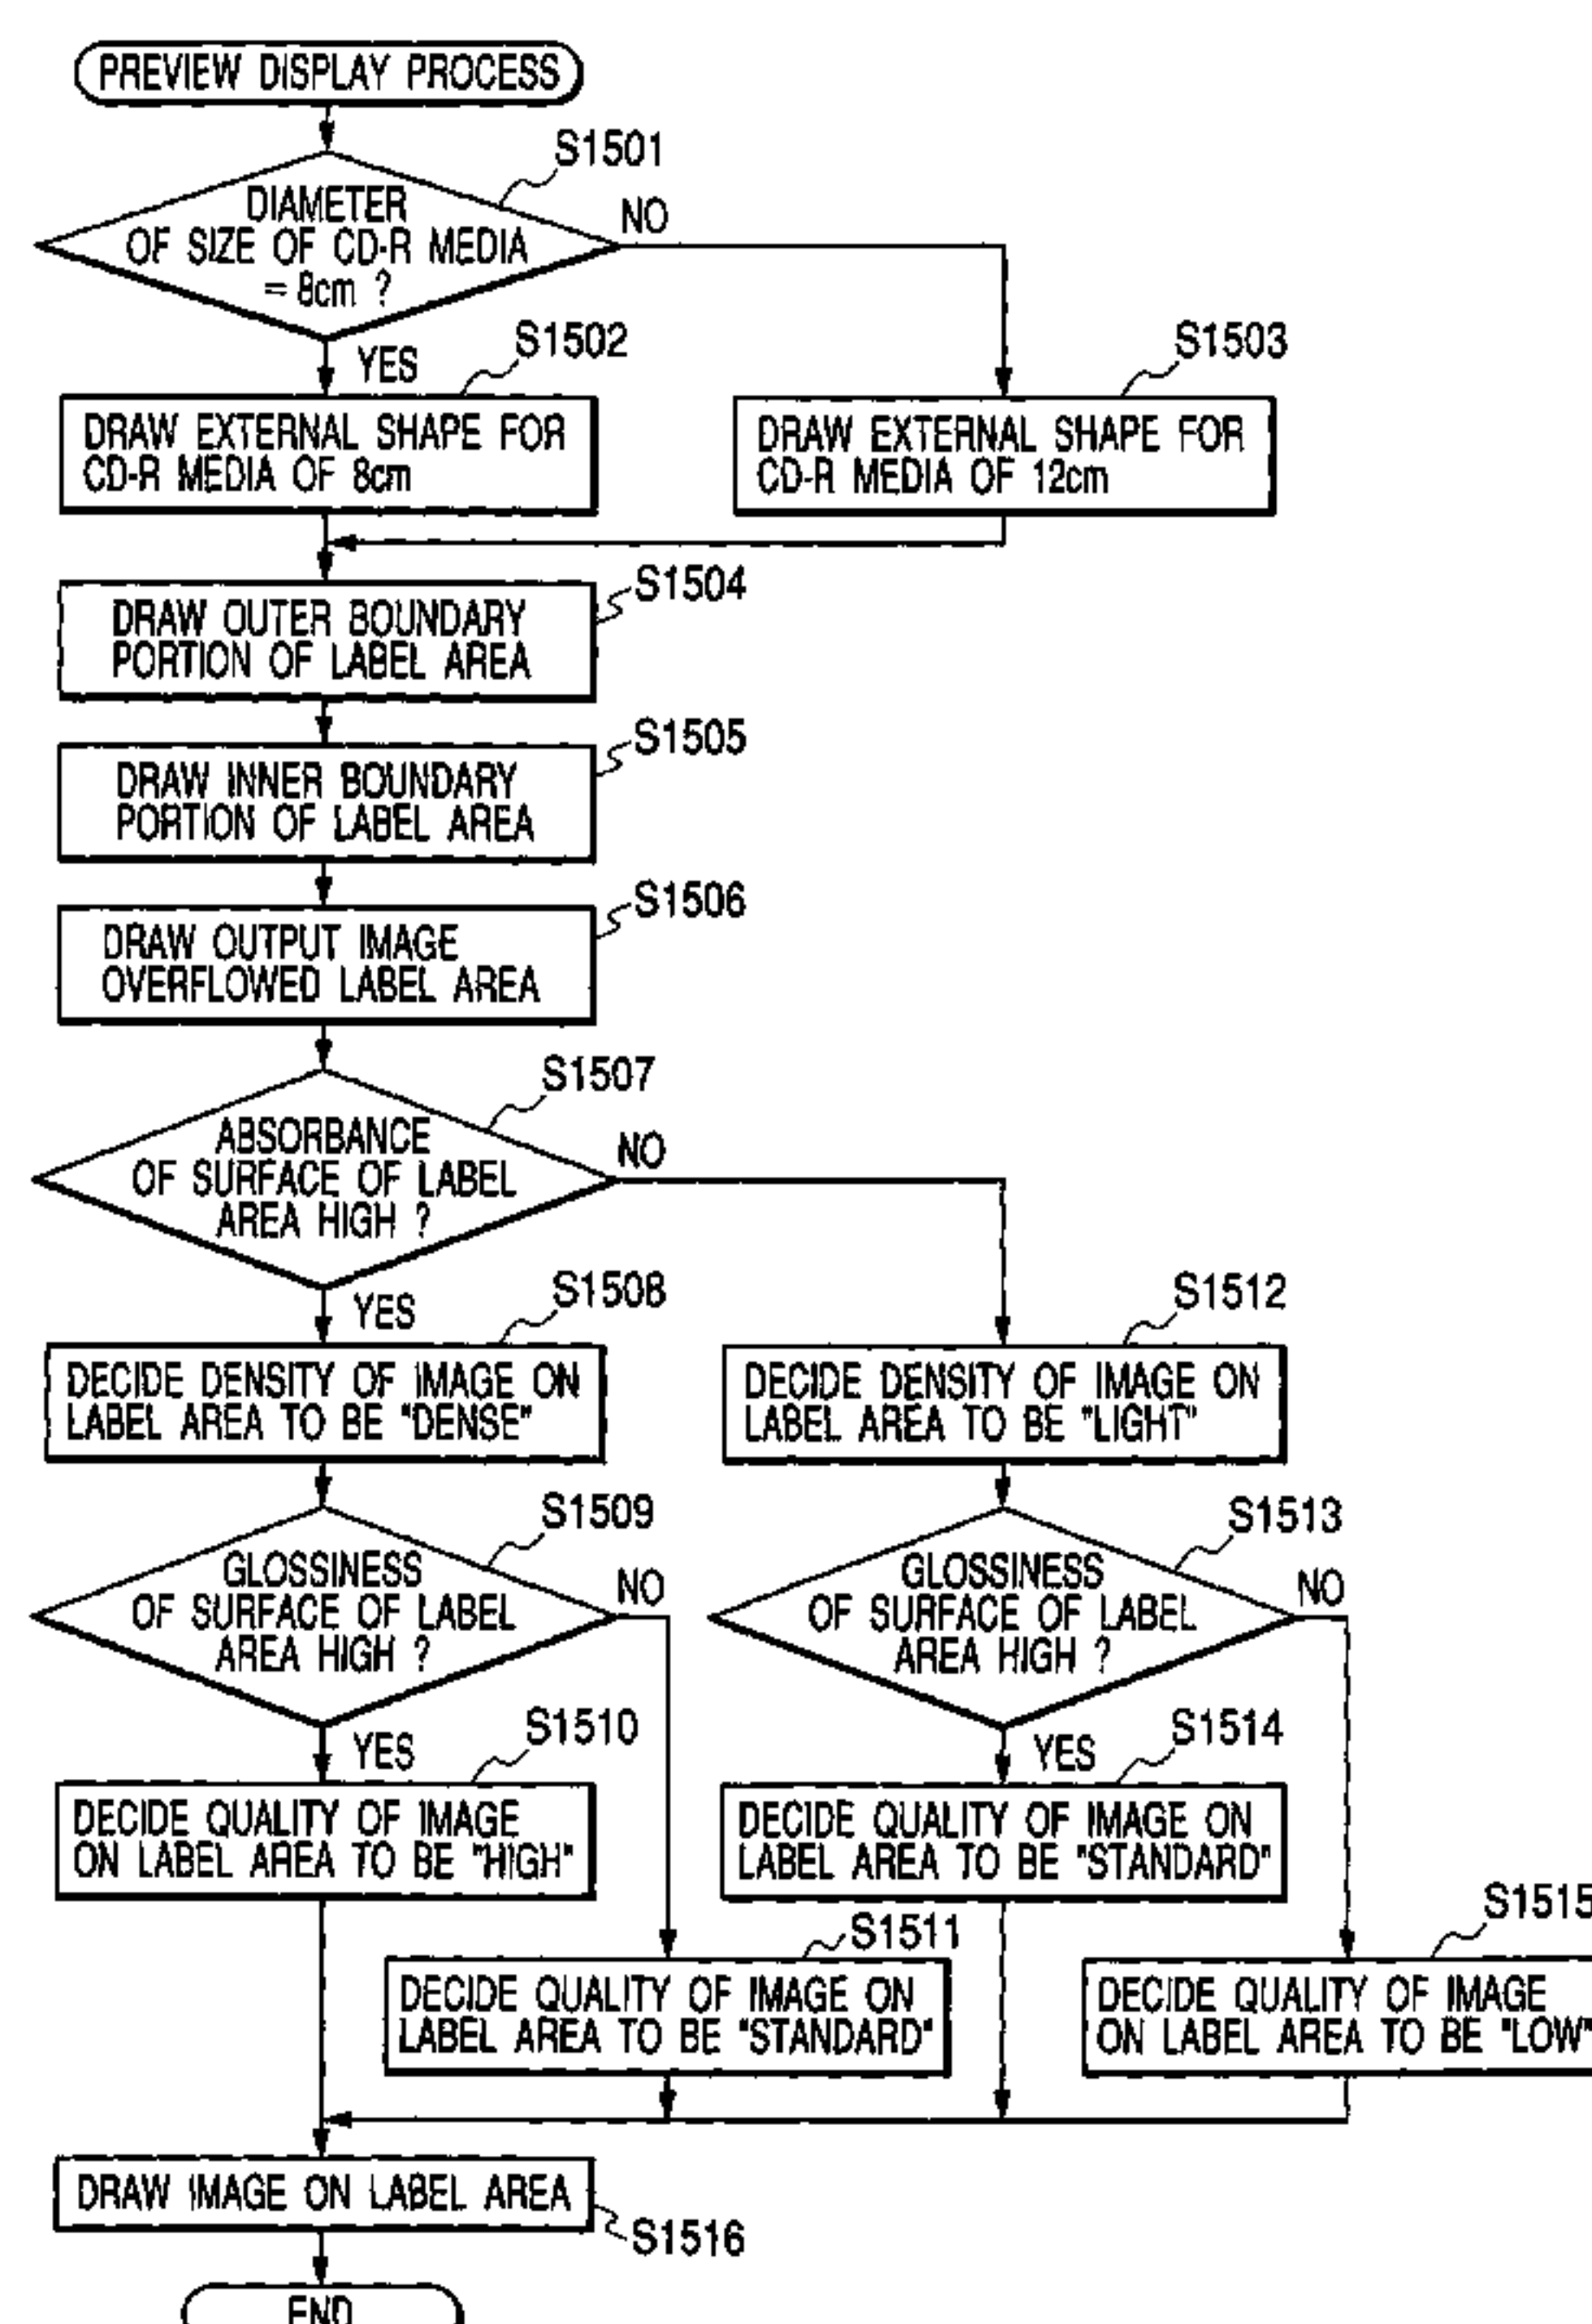 PREVIEW DISPLAY PROCESS
S1501
DIAMETER
OF SIZE OF CD-R MEDIA
= 8cm ?
NO
YES
S1502
DRAW EXTERNAL SHAPE FOR
CD-R MEDIA OF 8cm
S1503
DRAW EXTERNAL SHAPE FOR
CD-R MEDIA OF 12cm
S1504
DRAW OUTER BOUNDARY
PORTION OF LABEL AREA
S1505
DRAW INNER BOUNDARY
PORTION OF LABEL AREA
S1506
DRAW OUTPUT IMAGE
OVERFLOWED LABEL AREA
S1507
ABSORBANCE
OF SURFACE OF LABEL
AREA HIGH ?
NO
YES
S1508
DECIDE DENSITY OF IMAGE ON
LABEL AREA TO BE "DENSE"
S1512
DECIDE DENSITY OF IMAGE ON
LABEL AREA TO BE "LIGHT"
S1509
GLOSSINESS
OF SURFACE OF LABEL
AREA HIGH ?
NO
YES
S1513
GLOSSINESS
OF SURFACE OF LABEL
AREA HIGH ?
NO
YES
S1510
DECIDE QUALITY OF IMAGE
ON LABEL AREA TO BE "HIGH"
S1514
DECIDE QUALITY OF IMAGE ON
LABEL AREA TO BE "STANDARD"
S1511
DECIDE QUALITY OF IMAGE ON
LABEL AREA TO BE "STANDARD"
S1515
DECIDE QUALITY OF IMAGE
ON LABEL AREA TO BE "LOW"
DRAW IMAGE ON LABEL AREA
S1516
END